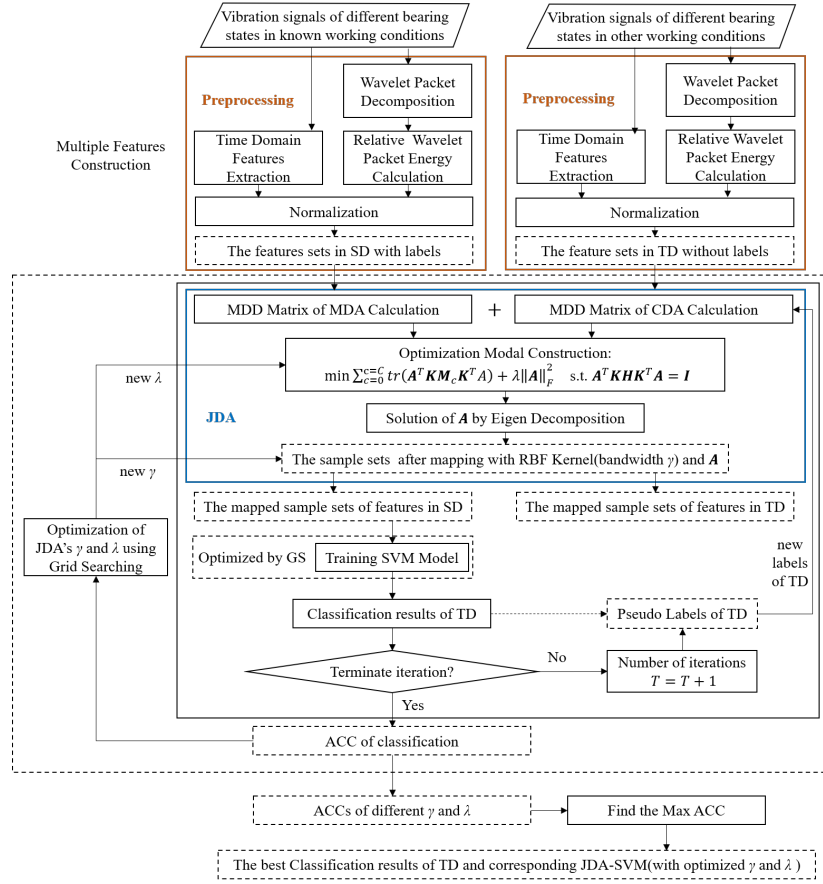 Vibration signals of different bearing
states in known working conditions
Vibration signals of different bearing
states in other working conditions
Multiple Features
Construction
Preprocessing
Wavelet Packet
Decomposition
Time Domain
Features
Extraction
Relative Wavelet
Packet Energy
Calculation
Normalization
The features sets in SD with labels
Preprocessing
Wavelet Packet
Decomposition
Time Domain
Features
Extraction
Relative Wavelet
Packet Energy
Calculation
Normalization
The feature sets in TD without labels
MDD Matrix of MDA Calculation
+
MDD Matrix of CDA Calculation
Optimization Modal Construction:
min ∑_{c=0}^{c=C} tr(A^T K M_c K^T A) + λ‖A‖_F^2 s.t. A^T K H K^T A = I
new λ
JDA
Solution of A by Eigen Decomposition
The sample sets after mapping with RBF Kernel(bandwidth γ) and A
new γ
The mapped sample sets of features in SD
The mapped sample sets of features in TD
Optimization of
JDA's γ and λ using
Grid Searching
Optimized by GS
Training SVM Model
new
labels
of TD
Classification results of TD
Pseudo Labels of TD
Terminate iteration?
No
Number of iterations
T = T + 1
Yes
ACC of classification
ACCs of different γ and λ
Find the Max ACC
The best Classification results of TD and corresponding JDA-SVM(with optimized γ and λ )